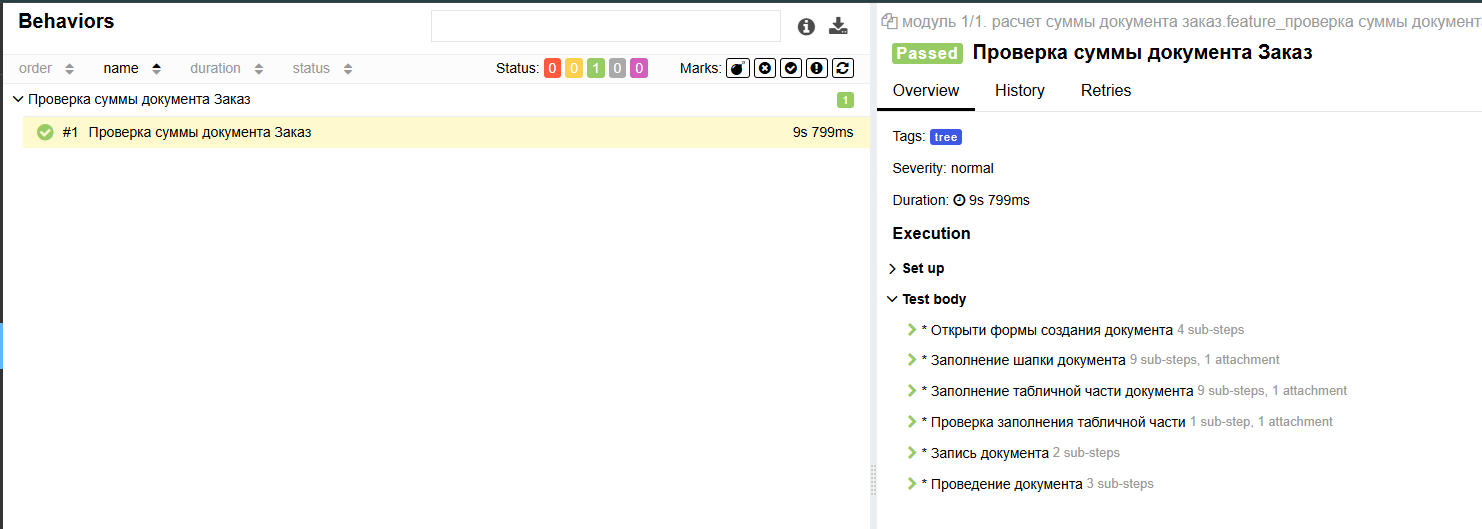 Behaviors
order name duration status Status: 0 0 1 0 0 Marks:
Проверка суммы документа Заказ 1
#1 Проверка суммы документа Заказ 9s 799ms
модуль 1/1. расчет суммы документа заказ.feature_проверка суммы документ
Passed Проверка суммы документа Заказ
Overview History Retries
Tags: tree
Severity: normal
Duration: 9s 799ms
Execution
Set up
Test body
* Открыти формы создания документа 4 sub-steps
* Заполнение шапки документа 9 sub-steps, 1 attachment
* Заполнение табличной части документа 9 sub-steps, 1 attachment
* Проверка заполнения табличной части 1 sub-step, 1 attachment
* Запись документа 2 sub-steps
* Проведение документа 3 sub-steps